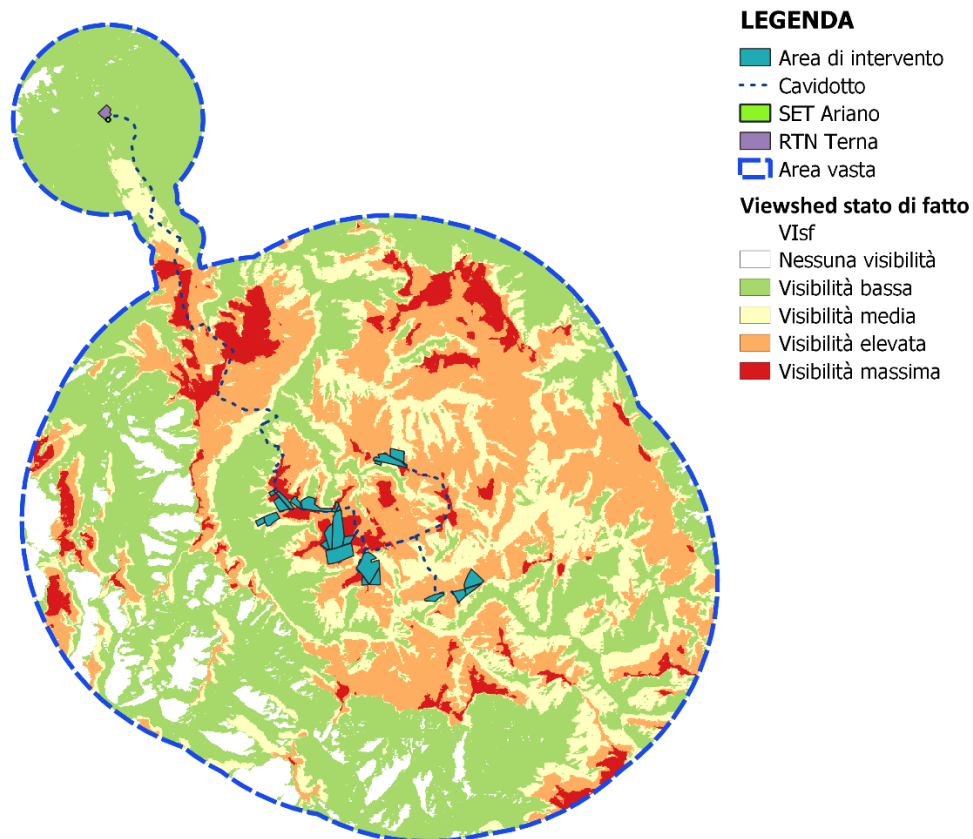 LEGENDA
Area di intervento
Cavidotto
SET Ariano
RTN Terna
Area vasta
Viewshed stato di fatto
VIsf
Nessuna visibilità
Visibilità bassa
Visibilità media
Visibilità elevata
Visibilità massima